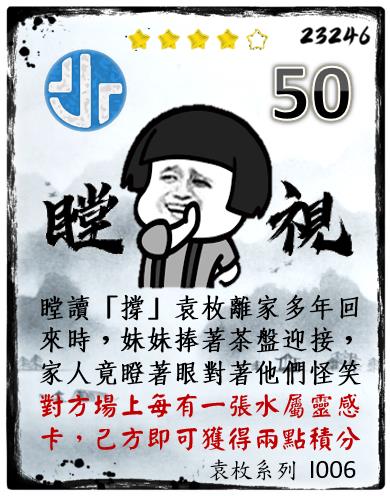 23246
50
瞠視
瞠讀「撐」袁枚離家多年回
來時，妹妹捧著茶盤迎接，
家人竟瞪著眼對著他們怪笑
對方場上每有一張水屬靈感
卡，己方即可獲得兩點積分
袁枚系列 I006